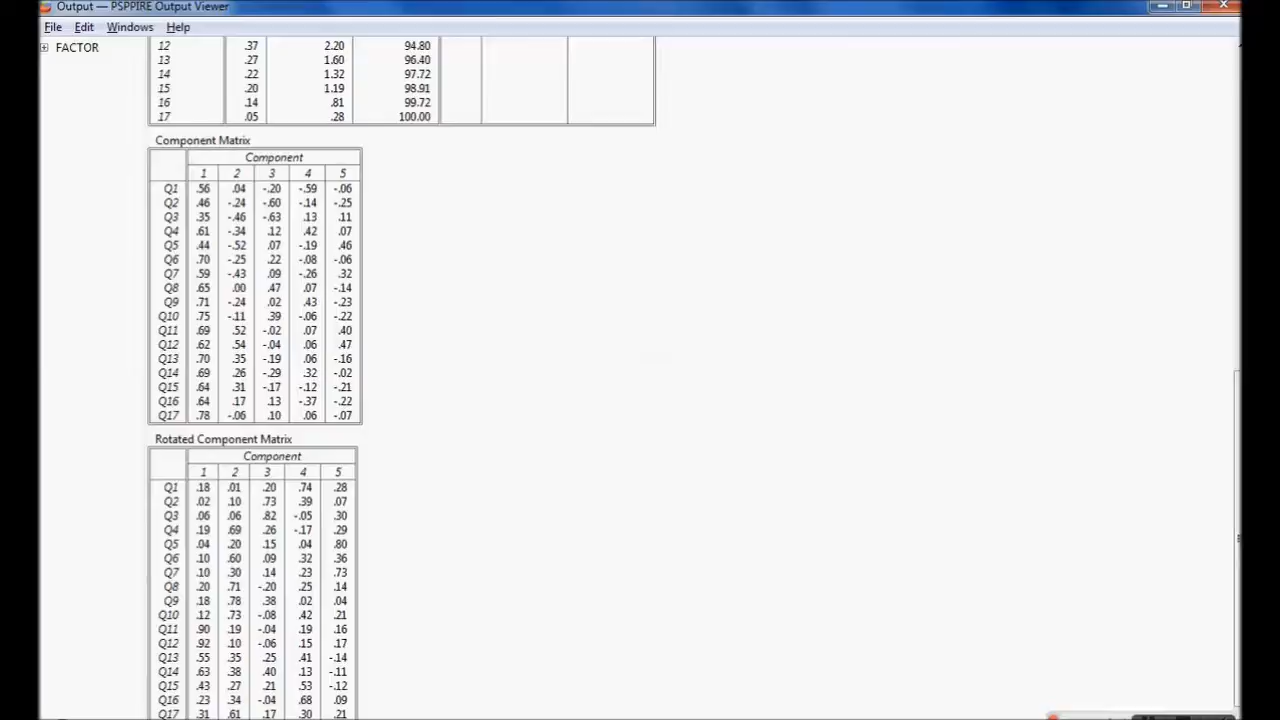 Output — PSPPIRE Output Viewer
File Edit Windows Help
FACTOR
12 .37 2.20 94.80
13 .27 1.60 96.40
14 .22 1.32 97.72
15 .20 1.19 98.91
16 .14 .81 99.72
17 .05 .28 100.00
Component Matrix
Component
1 2 3 4 5
Q1 .56 .04 -.20 -.59 -.06
Q2 .46 -.24 -.60 -.14 -.25
Q3 .35 -.46 -.63 .13 .11
Q4 .61 -.34 .12 .42 .07
Q5 .44 -.52 .07 -.19 .46
Q6 .70 -.25 .22 -.08 -.06
Q7 .59 -.43 .09 -.26 .32
Q8 .65 .00 .47 .07 -.14
Q9 .71 -.24 .02 .43 -.23
Q10 .75 -.11 .39 -.06 -.22
Q11 .69 .52 -.02 .07 .40
Q12 .62 .54 -.04 .06 .47
Q13 .70 .35 -.19 .06 -.16
Q14 .69 .26 -.29 .32 -.02
Q15 .64 .31 -.17 -.12 -.21
Q16 .64 .17 .13 -.37 -.22
Q17 .78 -.06 .10 .06 -.07
Rotated Component Matrix
Component
1 2 3 4 5
Q1 .18 .01 .20 .74 .28
Q2 .02 .10 .73 .39 .07
Q3 .06 .06 .82 -.05 .30
Q4 .19 .69 .26 -.17 .29
Q5 .04 .20 .15 .04 .80
Q6 .10 .60 .09 .32 .36
Q7 .10 .30 .14 .23 .73
Q8 .20 .71 -.20 .25 .14
Q9 .18 .78 .38 .02 .04
Q10 .12 .73 -.08 .42 .21
Q11 .90 .19 -.04 .19 .16
Q12 .92 .10 -.06 .15 .17
Q13 .55 .35 .25 .41 -.14
Q14 .63 .38 .40 .13 -.11
Q15 .43 .27 .21 .53 -.12
Q16 .23 .34 -.04 .68 .09
Q17 .31 .61 .17 .30 .21